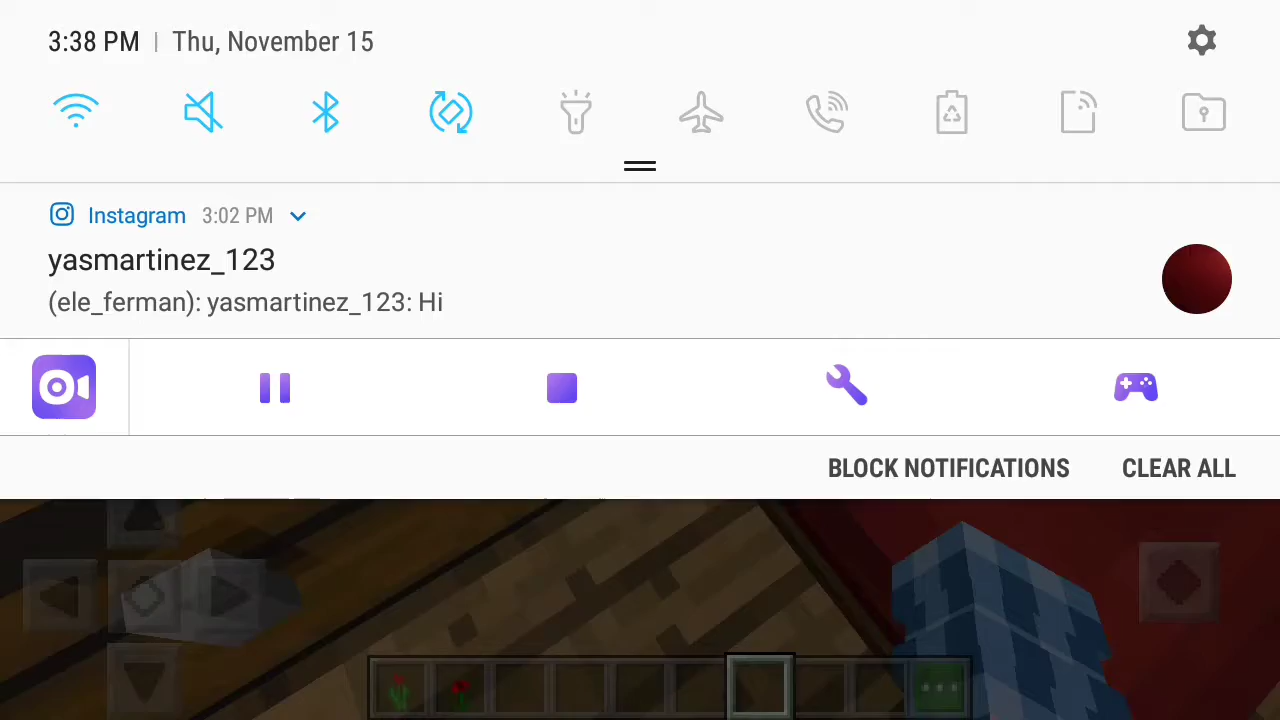 3:38 PM | Thu, November 15
Instagram 3:02 PM
yasmartinez_123
(ele_ferman): yasmartinez_123: Hi
BLOCK NOTIFICATIONS CLEAR ALL